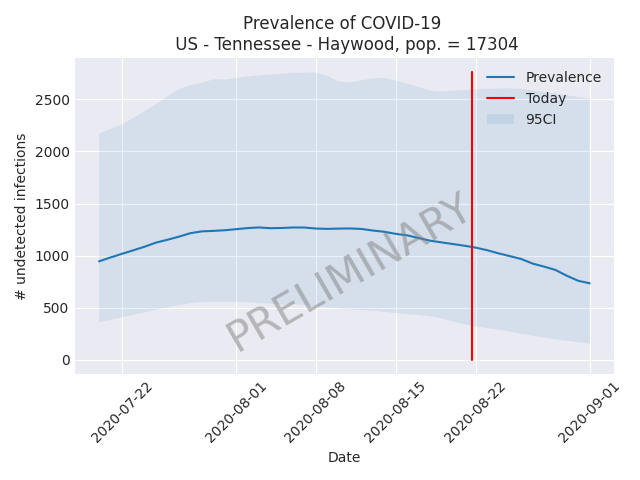 Prevalence of COVID-19
US - Tennessee - Haywood, pop. = 17304
Prevalence
Today
95CI
PRELIMINARY
# undetected infections
2500
2000
1500
1000
500
0
2020-07-22
2020-08-01
2020-08-08
2020-08-15
2020-08-22
2020-09-01
Date